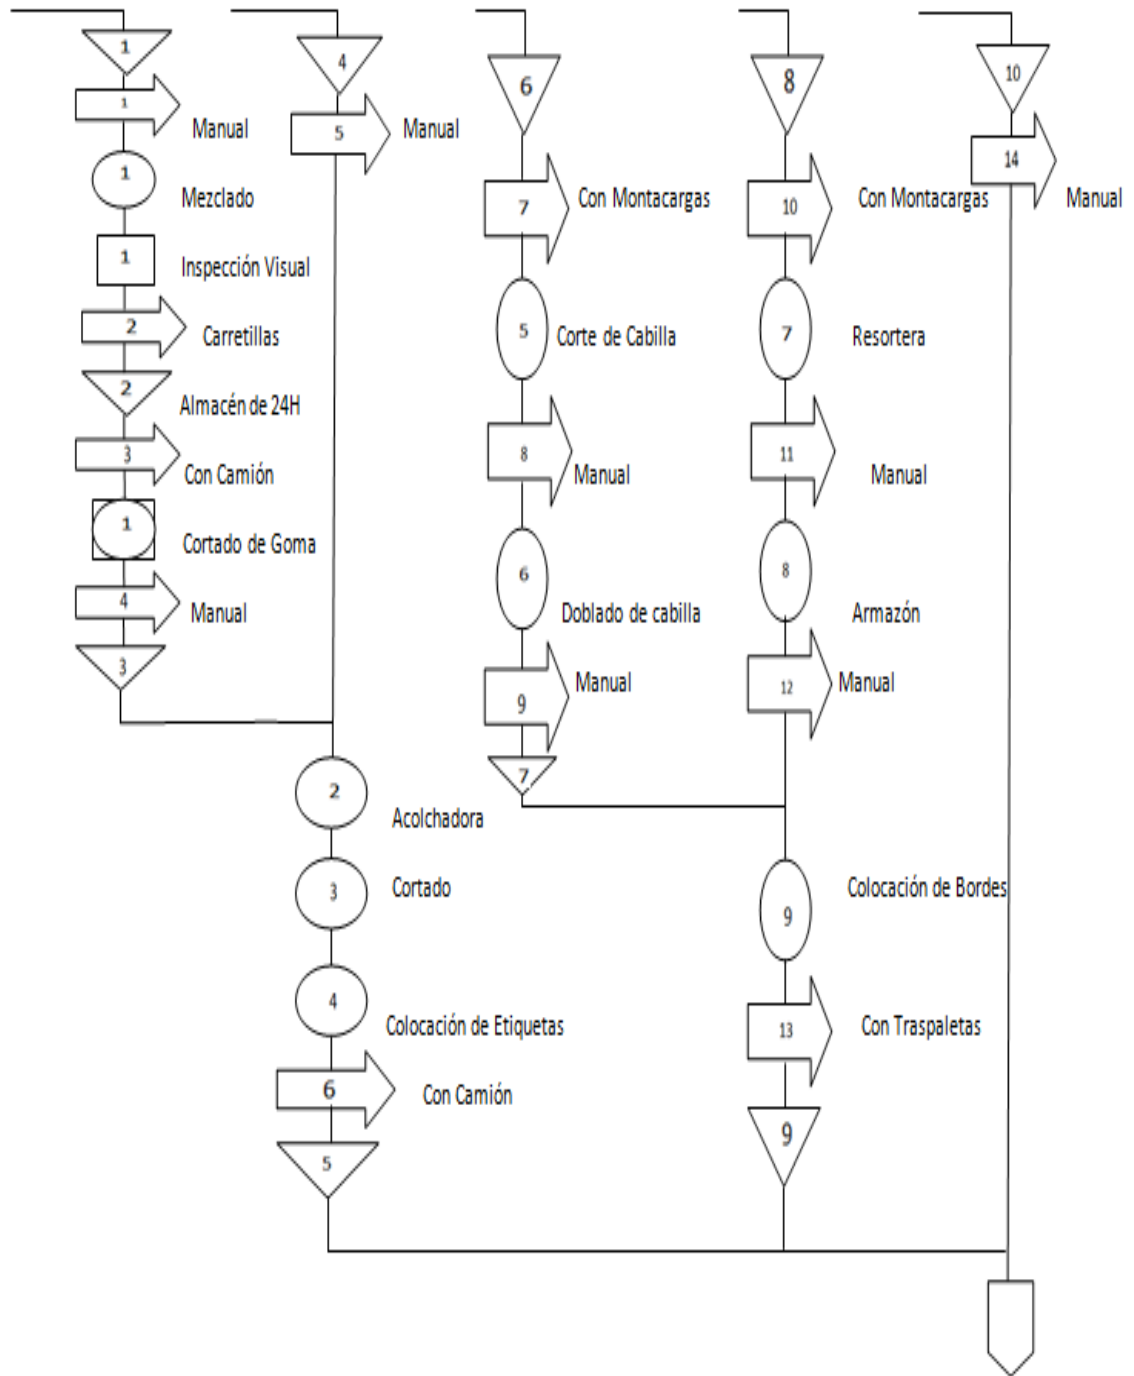 1
1
Manual
1
Mezclado
1
Inspección Visual
2
Carretillas
2
Almacén de 24H
3
Con Camión
1
Cortado de Goma
4
Manual
3
4
5
Manual
2
Acolchadora
3
Cortado
4
Colocación de Etiquetas
6
Con Camión
5
6
7
Con Montacargas
5
Corte de Cabilla
8
Manual
6
Doblado de cabilla
9
Manual
7
8
10
Con Montacargas
7
Resortera
11
Manual
8
Armazón
12
Manual
9
Colocación de Bordes
13
Con Traspaletas
9
10
14
Manual